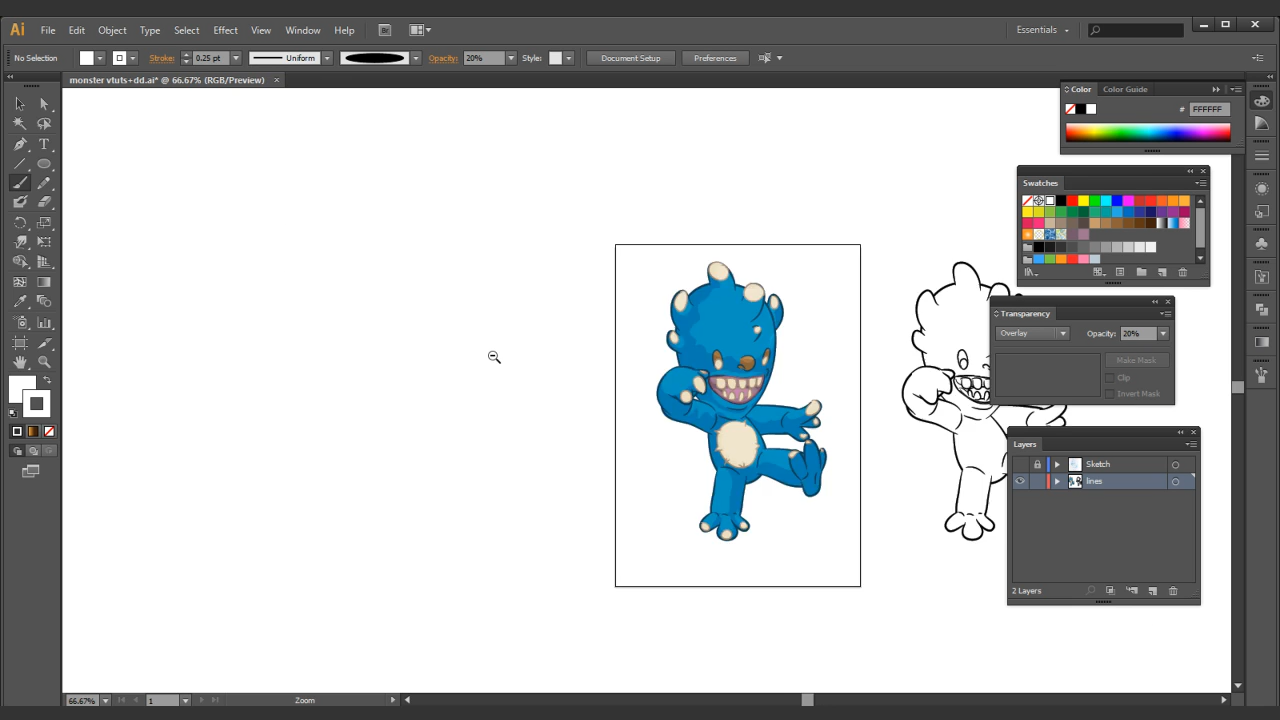 Ai File Edit Object Type Select Effect View Window Help Essentials
No Selection Stroke: 0.25 pt Uniform Opacity: 20% Style: Document Setup Preferences
monster vtuts+dd.ai* @ 66.67% (RGB/Preview)
Color Color Guide
# FFFFFF
Swatches
Transparency
Overlay Opacity: 20%
Make Mask
Clip
Invert Mask
Layers
Sketch
lines
2 Layers
66.67% 1 Zoom